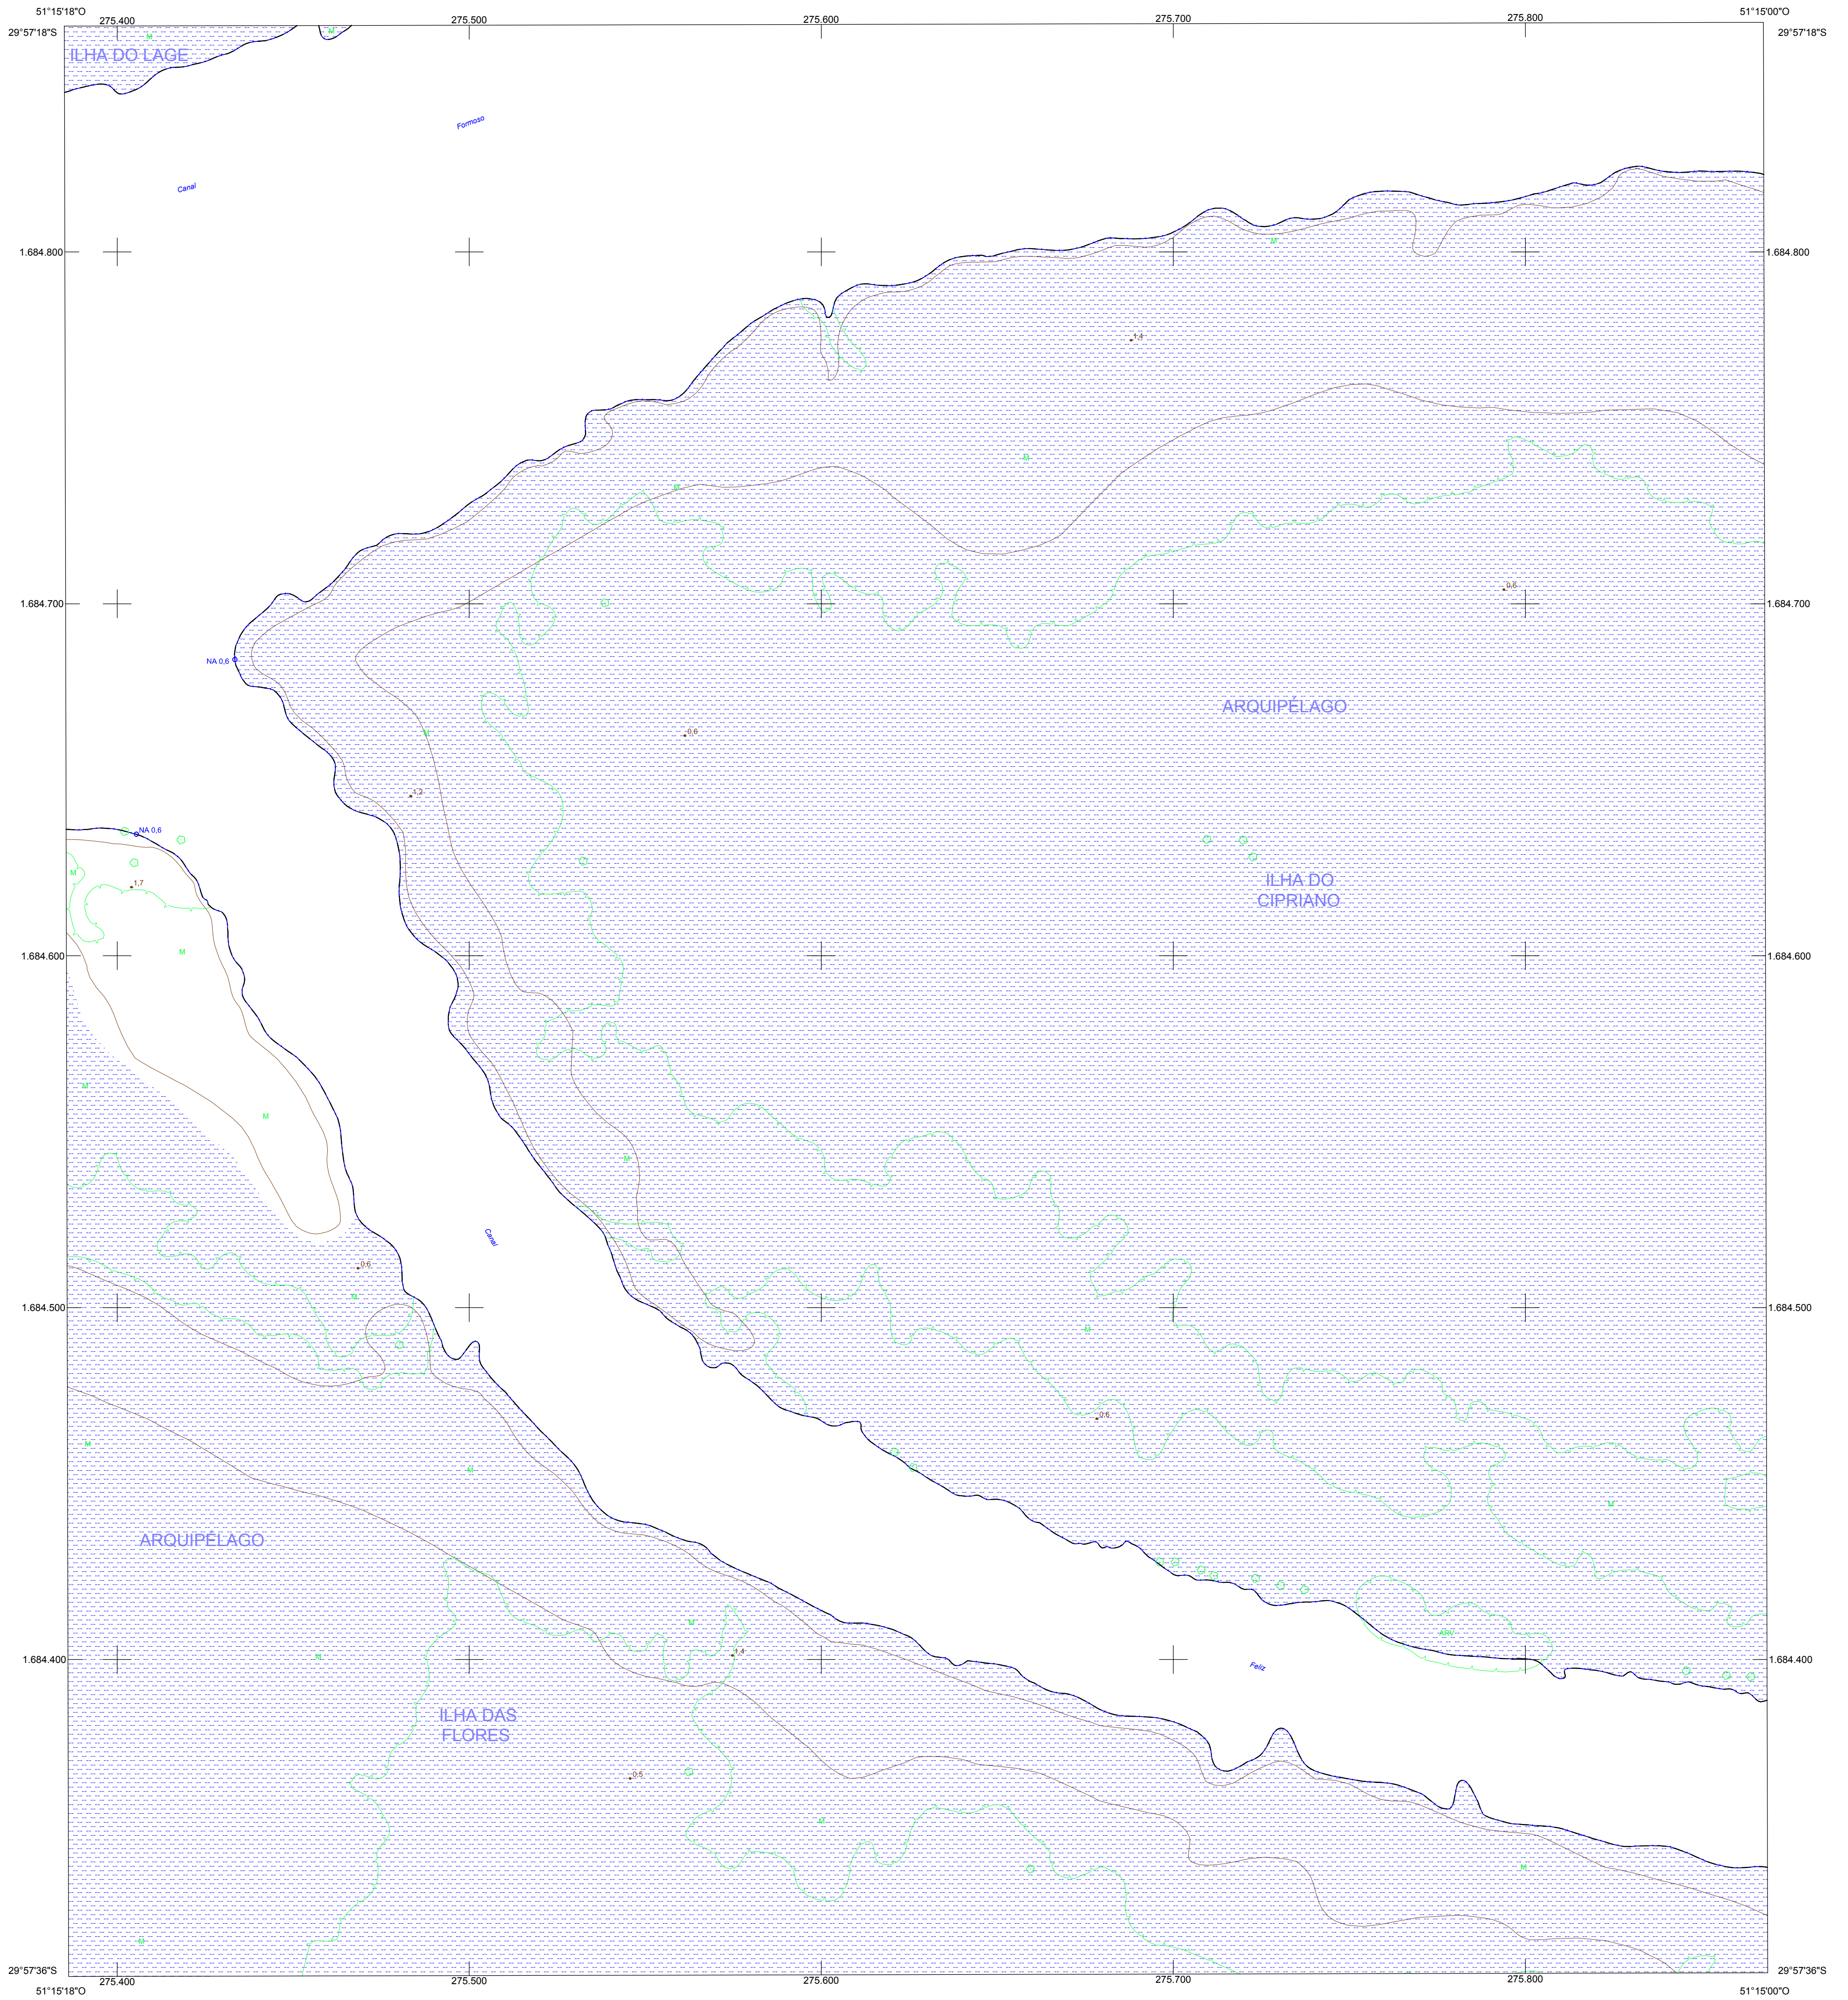 51°15'18"O
275.400
275.500
275.600
275.700
275.800
51°15'00"O
29°57'18"S
29°57'18"S
M
M
ILHA DO LAGE
Formoso
Canal
M
1.684.800
1.684.800
1,4
M
M
0,6
1.684.700
1.684.700
NA 0,6
ARQUIPÉLAGO
M
0,6
1,2
NA 0,6
M
1,7
ILHA DO
CIPRIANO
M
1.684.600
1.684.600
M
M
M
Canal
0,6
M
1.684.500
1.684.500
M
0,6
M
M
M
ARQUIPÉLAGO
M
ARV
1,4
M
1.684.400
1.684.400
Feliz
ILHA DAS
FLORES
0,5
M
M
M
29°57'36"S
29°57'36"S
275.400
275.500
275.600
275.700
275.800
51°15'18"O
51°15'00"O